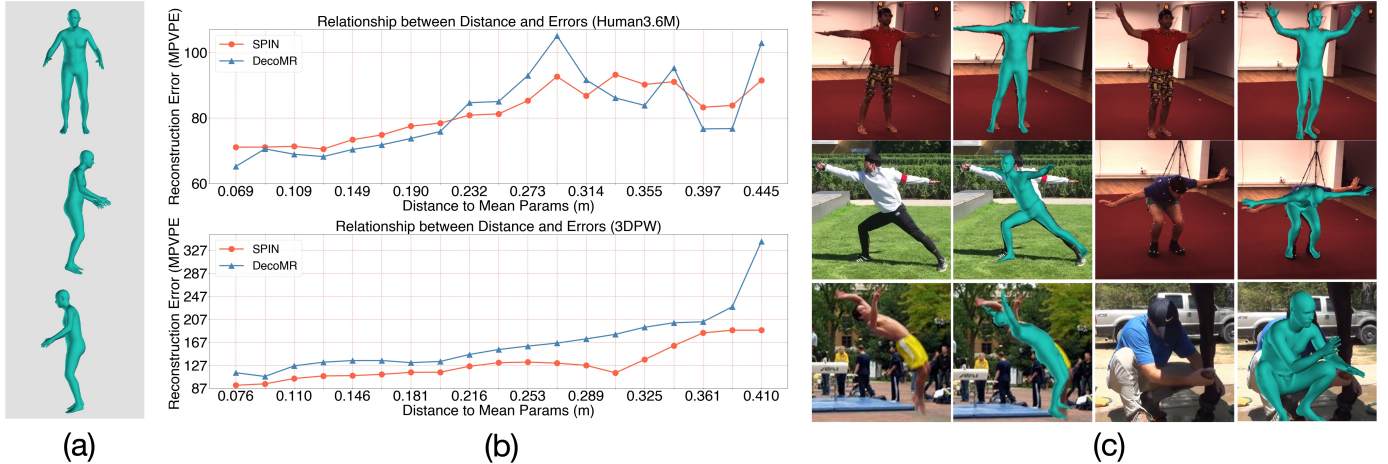 Relationship between Distance and Errors (Human3.6M)
Reconstruction Error (MPVPE)
SPIN
DecoMR
100
80
60
0.069 0.109 0.149 0.190 0.232 0.273 0.314 0.355 0.397 0.445
Distance to Mean Params (m)
Relationship between Distance and Errors (3DPW)
Reconstruction Error (MPVPE
SPIN
DecoMR
327
287
247
207
167
127
87
0.076 0.110 0.146 0.181 0.216 0.253 0.289 0.325 0.361 0.410
Distance to Mean Params (m)
(a) (b) (c)